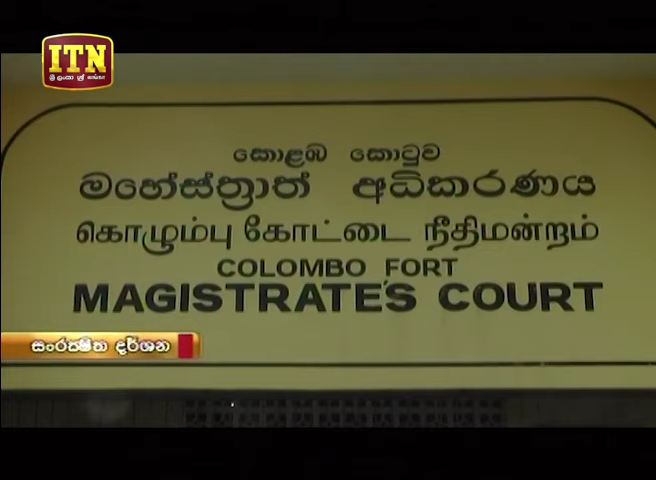 ITN
කොළඹ කොටුව
මහේස්ත්‍රාත් අධිකරණය
கொழும்பு கோட்டை நீதிமன்றம்
COLOMBO FORT
MAGISTRATE'S COURT
සංරක්ෂිත දර්ශන